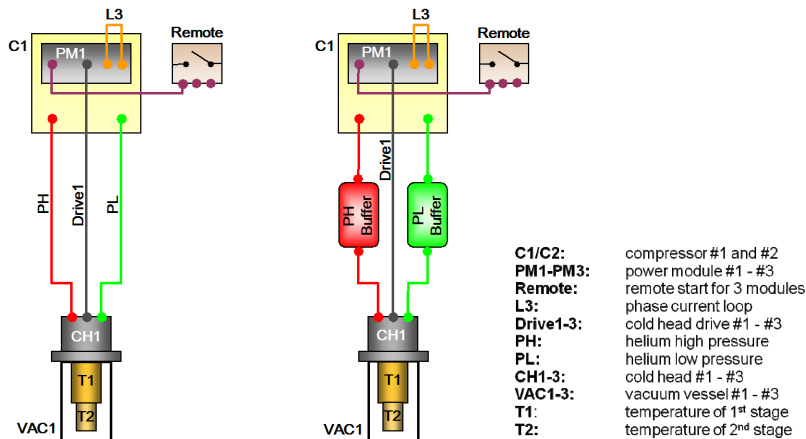 L3
C1
PM1
Remote
PH
Drive1
PL
CH1
T1
T2
VAC1
L3
C1
PM1
Remote
Drive1
PH
Buffer
PL
Buffer
CH1
T1
T2
VAC1
C1/C2: compressor #1 and #2
PM1-PM3: power module #1 - #3
Remote: remote start for 3 modules
L3: phase current loop
Drive1-3: cold head drive #1 - #3
PH: helium high pressure
PL: helium low pressure
CH1-3: cold head #1 - #3
VAC1-3: vacuum vessel #1 - #3
T1: temperature of 1st stage
T2: temperature of 2nd stage